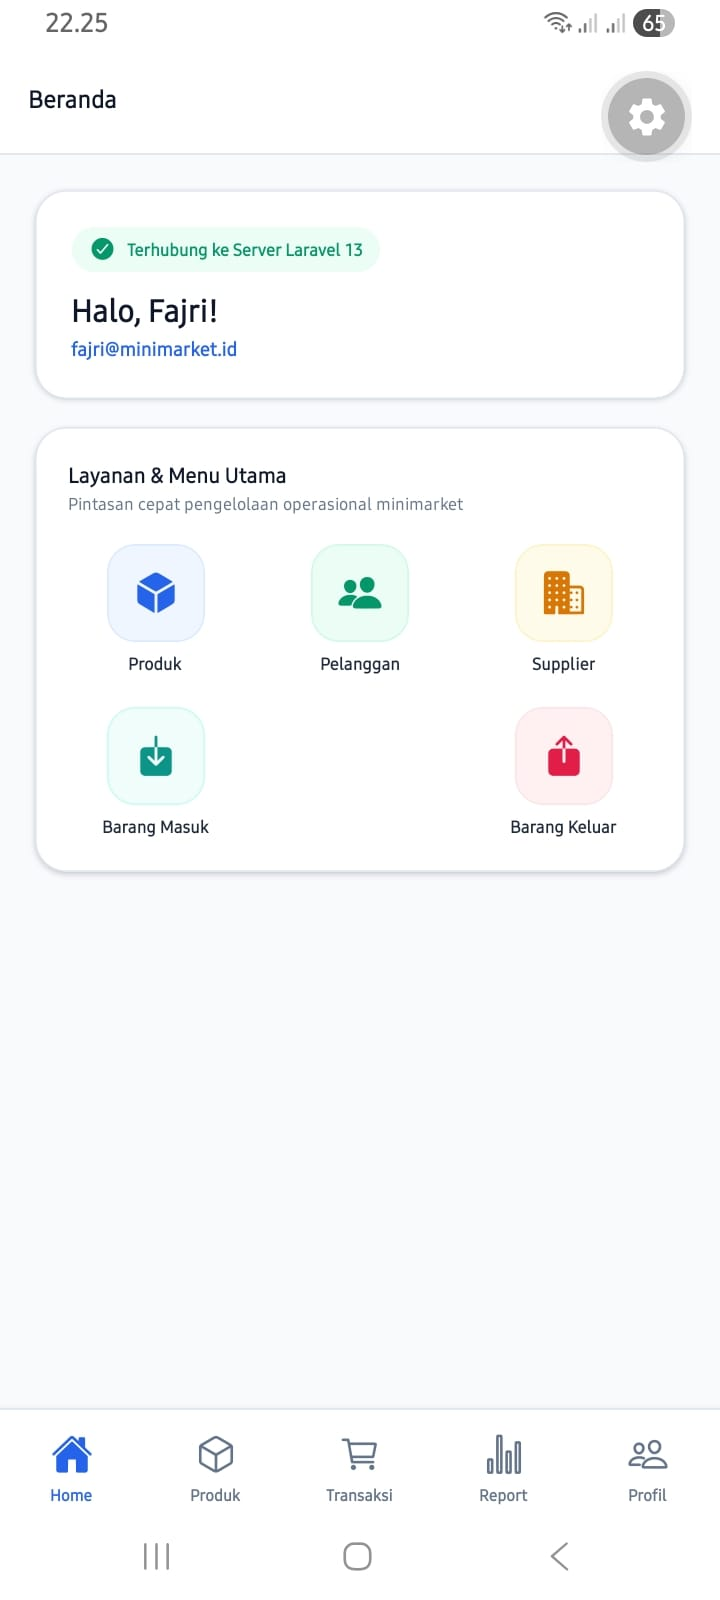 22.25
65
Beranda
Terhubung ke Server Laravel 13
Halo, Fajri!
fajri@minimarket.id
Layanan & Menu Utama
Pintasan cepat pengelolaan operasional minimarket
Produk
Pelanggan
Supplier
Barang Masuk
Barang Keluar
Home
Produk
Transaksi
Report
Profil